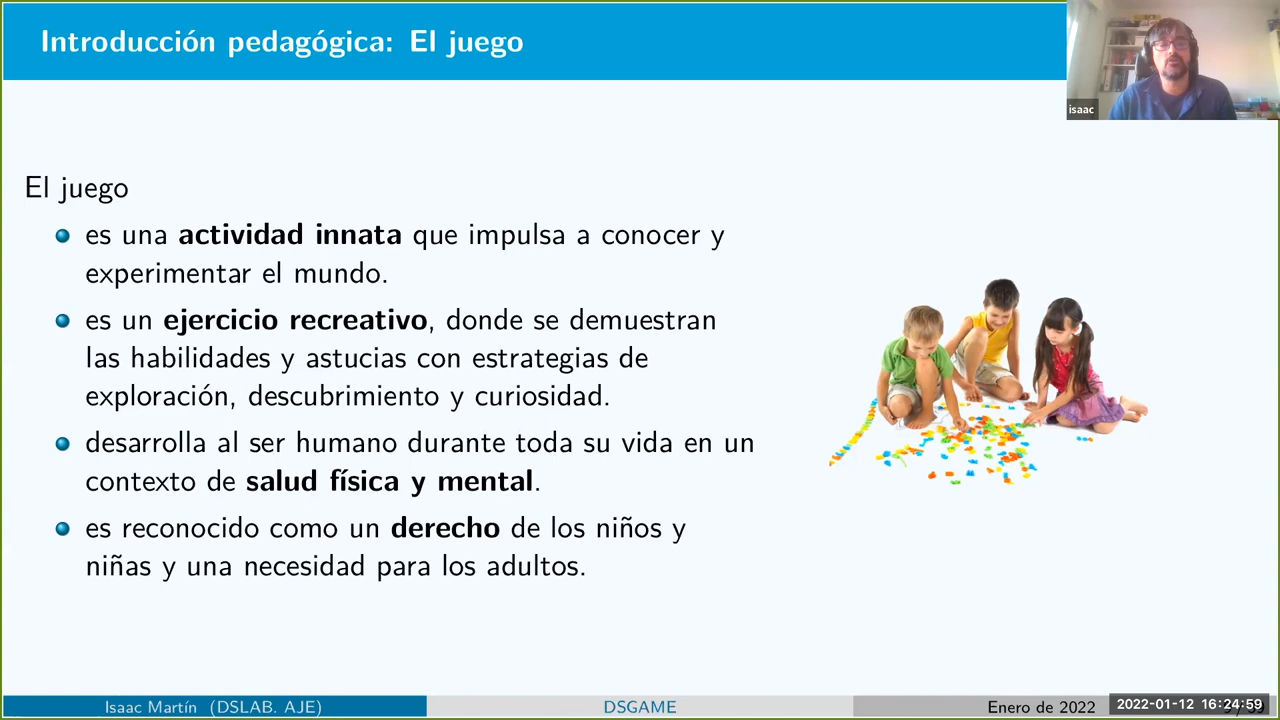 Introducción pedagógica: El juego
isaac
El juego
es una actividad innata que impulsa a conocer y
experimentar el mundo.
es un ejercicio recreativo, donde se demuestran
las habilidades y astucias con estrategias de
exploración, descubrimiento y curiosidad.
desarrolla al ser humano durante toda su vida en un
contexto de salud física y mental.
es reconocido como un derecho de los niños y
niñas y una necesidad para los adultos.
Isaac Martín (DSLAB. AJE)
DSGAME
Enero de 2022
2022-01-12 16:24:59